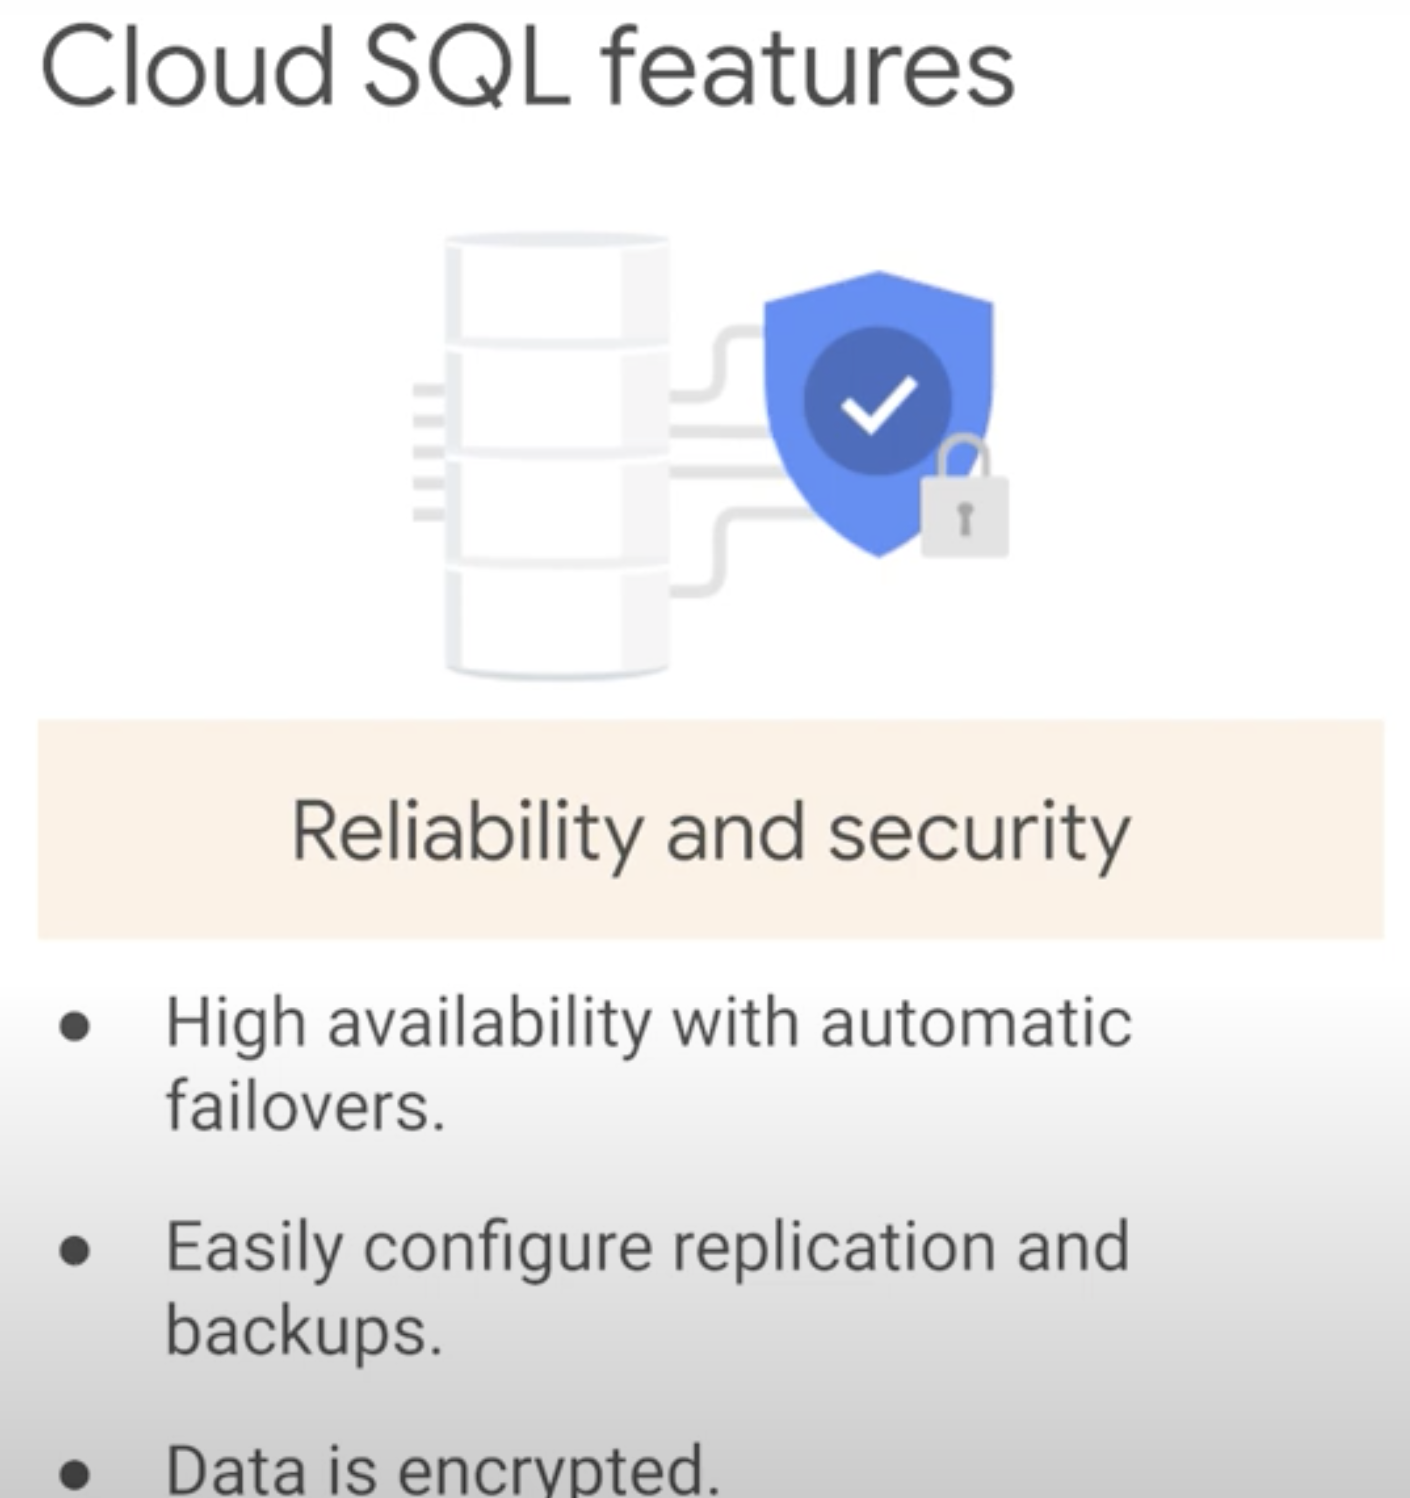 Cloud SQL features
Reliability and security
● High availability with automatic
failovers.
● Easily configure replication and
backups.
● Data is encrypted.